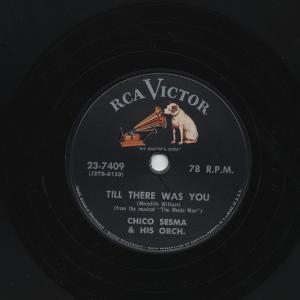 RCA VICTOR
"HIS MASTER'S VOICE"
23-7409
78 R.P.M.
(J2TB-8150)
TILL THERE WAS YOU
(Meredith Willson)
(from the musical "The Music Man")
CHICO SESMA
& HIS ORCH.